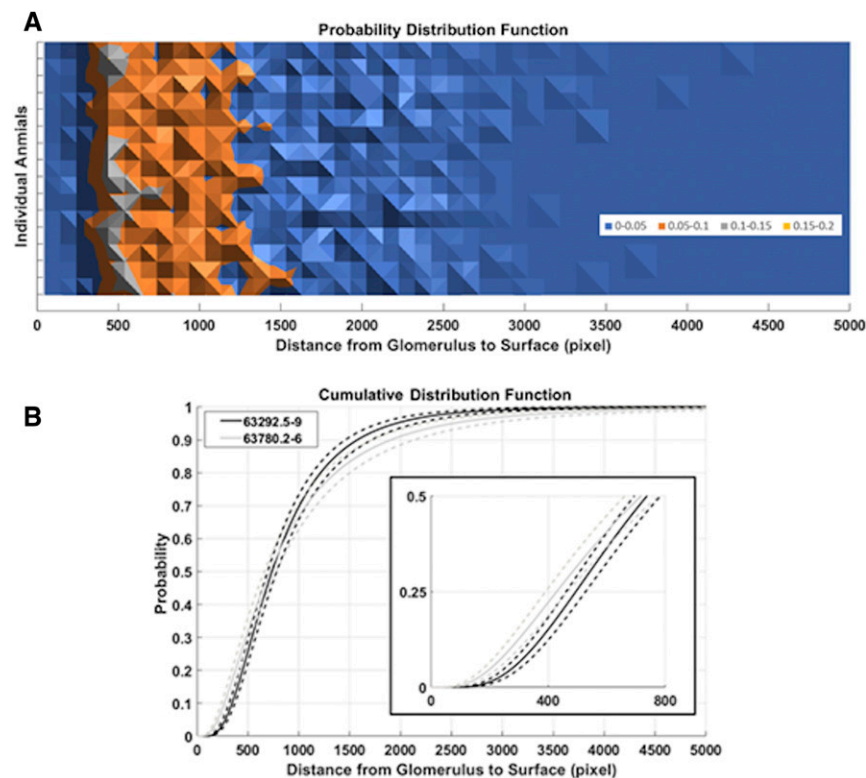 A
Probability Distribution Function
Individual Anmials
0-0.05 0.05-0.1 0.1-0.15 0.15-0.2
0 500 1000 1500 2000 2500 3000 3500 4000 4500 5000
Distance from Glomerulus to Surface (pixel)
B
Cumulative Distribution Function
Probability
1
0.9
0.8
0.7
0.6
0.5
0.4
0.3
0.2
0.1
0
63292.5-9
63780.2-6
0.5
0.25
0
0 400 800
0 500 1000 1500 2000 2500 3000 3500 4000 4500 5000
Distance from Glomerulus to Surface (pixel)